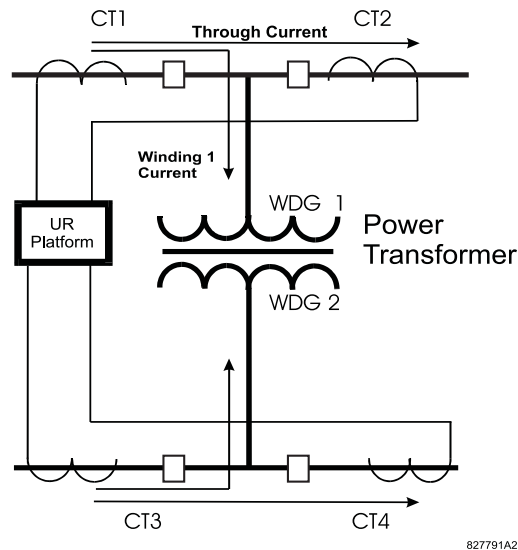 CT1
CT2
Through Current
Winding 1
Current
WDG 1
UR
Platform
Power
Transformer
WDG 2
CT3
CT4
827791A2